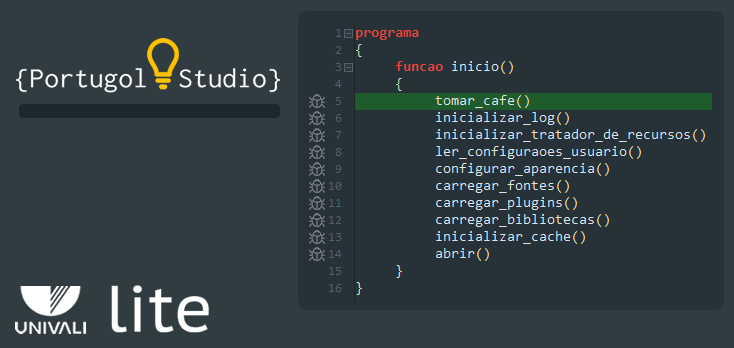 {Portugol Studio}
UNIVALI
lite
1 programa
2 {
3 funcao inicio()
4 {
5 tomar_cafe()
6 inicializar_log()
7 inicializar_tratador_de_recursos()
8 ler_configuraoes_usuario()
9 configurar_aparencia()
10 carregar_fontes()
11 carregar_plugins()
12 carregar_bibliotecas()
13 inicializar_cache()
14 abrir()
15 }
16 }